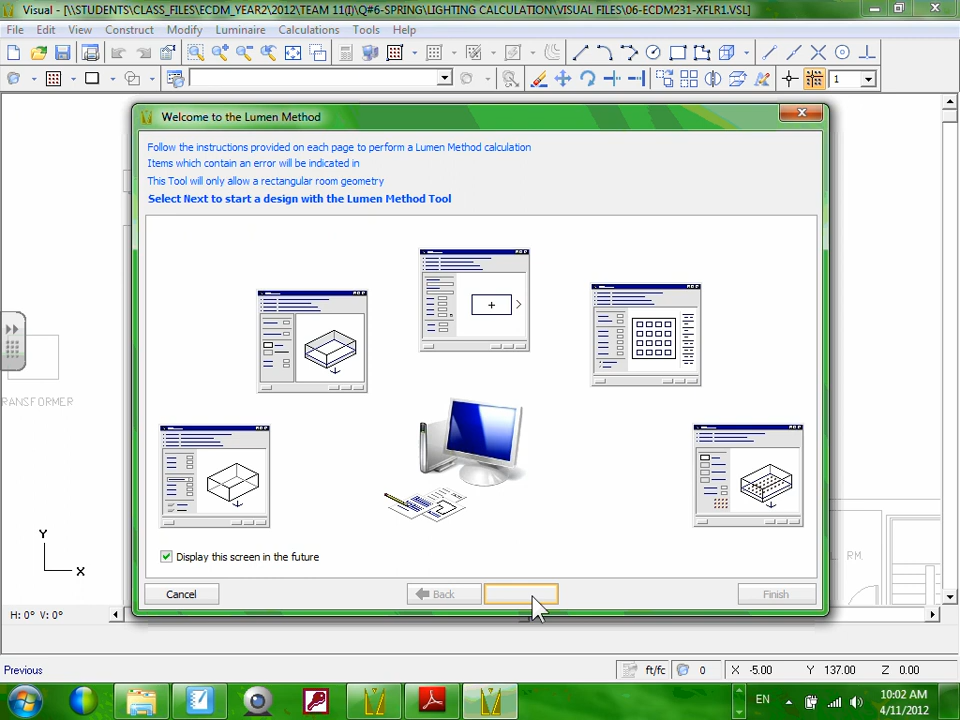 Visual - [\\STUDENTS\CLASS_FILES\ECDM_YEAR2\2012\TEAM 11(I)\Q#6-SPRING\LIGHTING CALCULATION\VISUAL FILES\06-ECDM231-XFLR1.VSL]
File Edit View Construct Modify Luminaire Calculations Tools Help
1
Welcome to the Lumen Method
Follow the instructions provided on each page to perform a Lumen Method calculation
Items which contain an error will be indicated in
This Tool will only allow a rectangular room geometry
Select Next to start a design with the Lumen Method Tool
RANSFORMER
Y
X
RM.
Display this screen in the future
Cancel Back Finish
H: 0° V: 0°
Previous ft/fc 0 X -5.00 Y 137.00 Z 0.00
EN 10:02 AM
4/11/2012